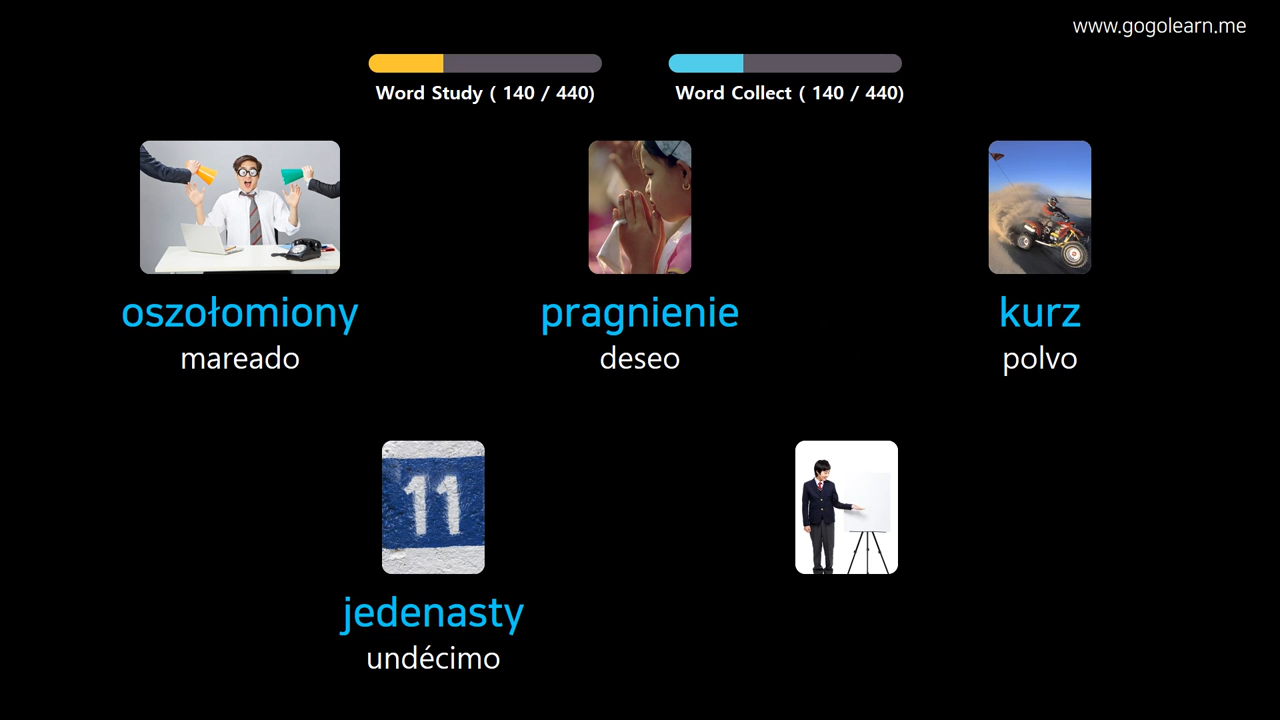 www.gogolearn.me
Word Study ( 140 / 440)
Word Collect ( 140 / 440)
oszołomiony
mareado
pragnienie
deseo
kurz
polvo
11
jedenasty
undécimo